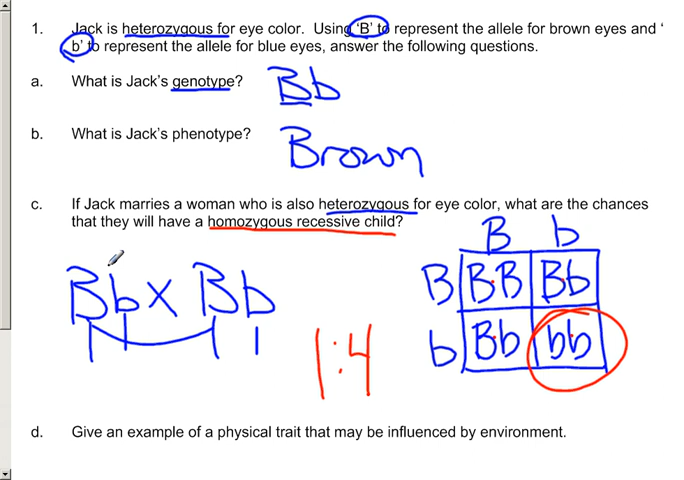 1. Jack is heterozygous for eye color. Using 'B' to represent the allele for brown eyes and '
b' to represent the allele for blue eyes, answer the following questions.
a. What is Jack's genotype? Bb
b. What is Jack's phenotype? Brown
c. If Jack marries a woman who is also heterozygous for eye color, what are the chances
that they will have a homozygous recessive child?
B b
B BB Bb
b Bb bb
Bb x Bb
1:4
d. Give an example of a physical trait that may be influenced by environment.